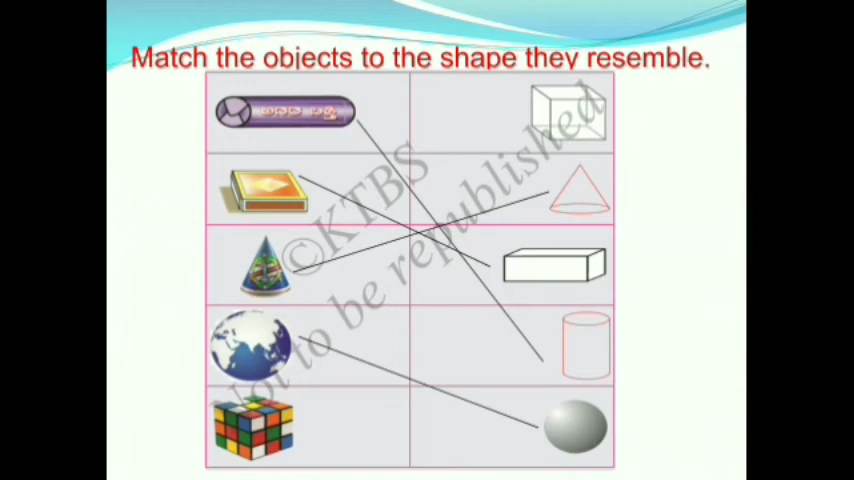 Match the objects to the shape they resemble.
©KTBS
Not to be republished